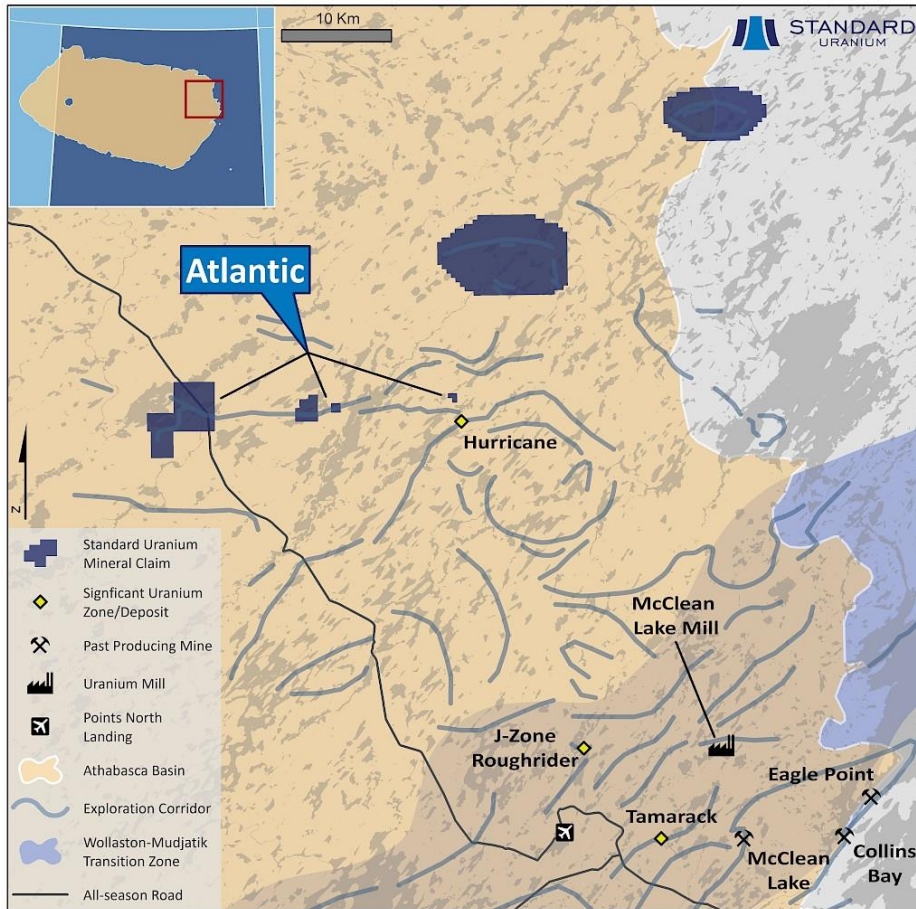 10 Km
STANDARD
URANIUM
Atlantic
Hurricane
N
Standard Uranium
Mineral Claim
Signficant Uranium
Zone/Deposit
Past Producing Mine
Uranium Mill
Points North
Landing
Athabasca Basin
Exploration Corridor
Wollaston-Mudjatik
Transition Zone
All-season Road
McClean
Lake Mill
J-Zone
Roughrider
Eagle Point
Tamarack
McClean
Lake
Collins
Bay